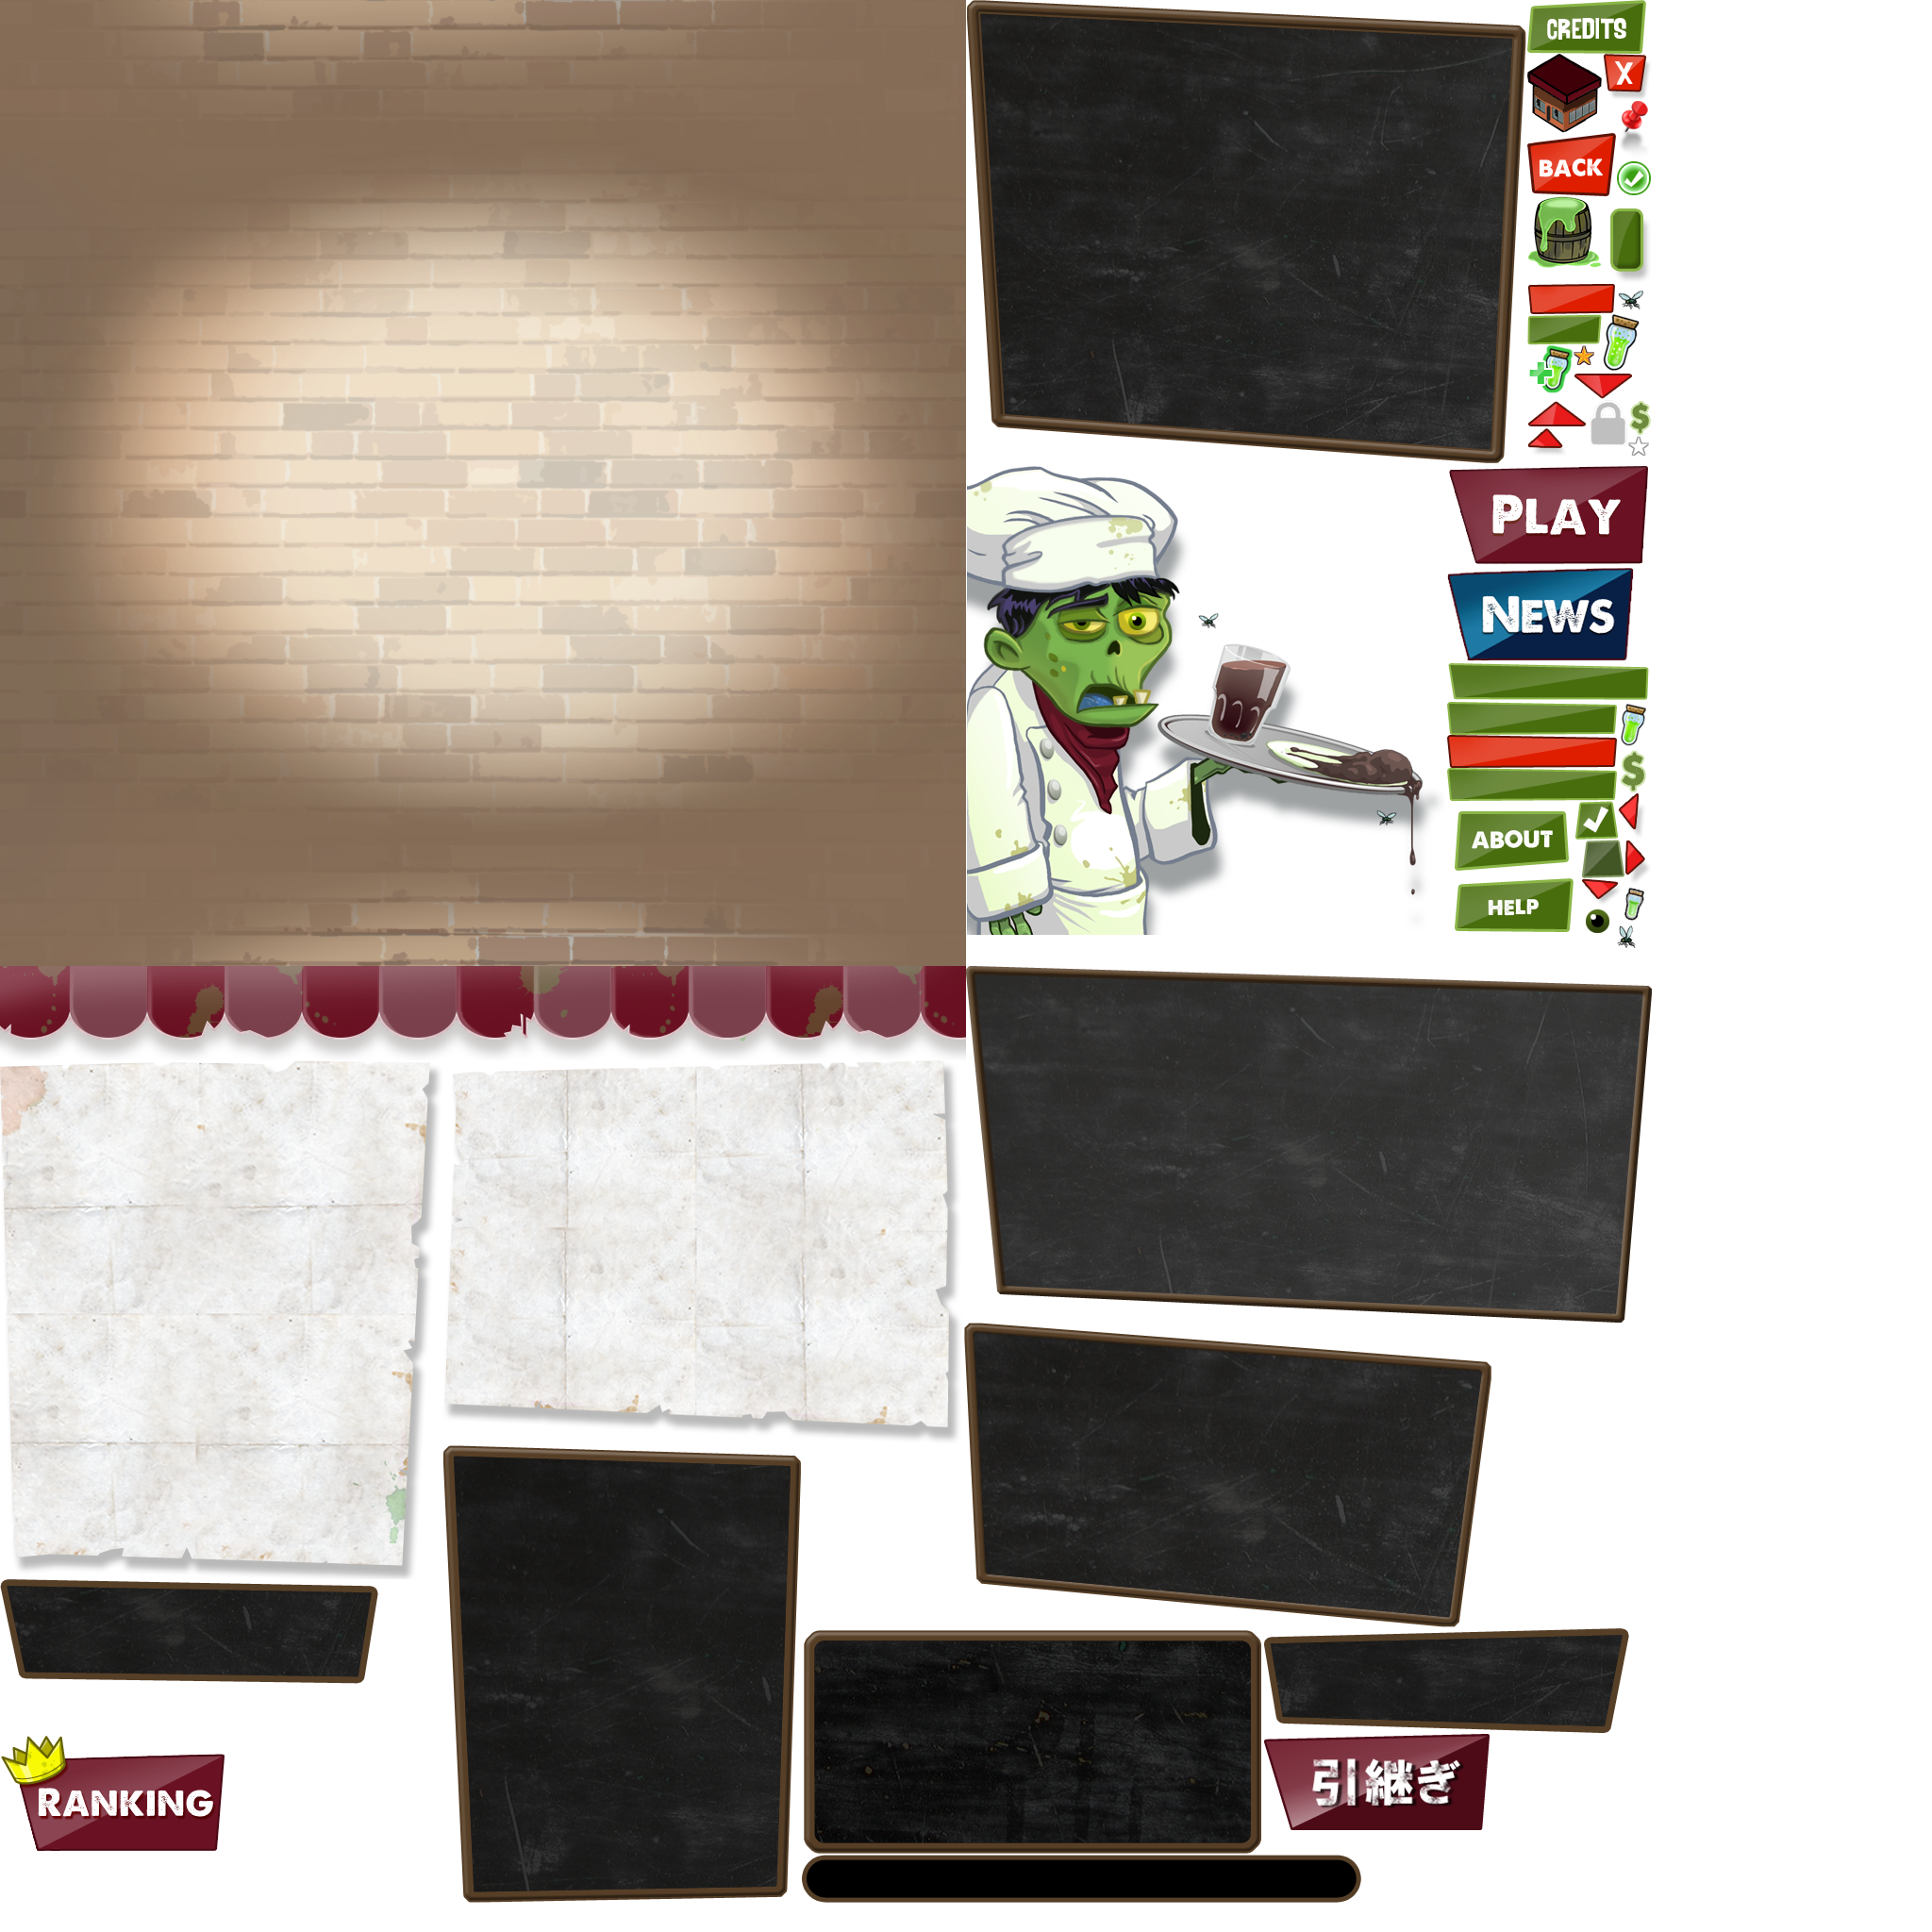 CREDITS
X
BACK
$
PLAY
NEWS
$
ABOUT
HELP
RANKING
引継ぎ